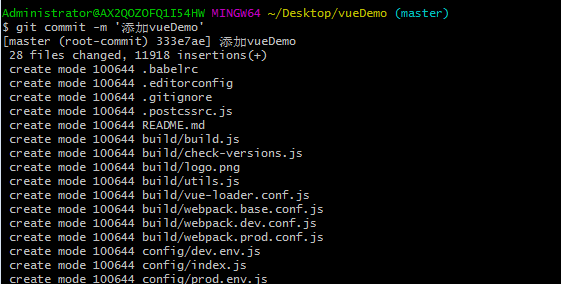 Administrator@AX2QOZOFQ1I54HW MINGW64 ~/Desktop/vueDemo (master)
$ git commit -m '添加vueDemo'
[master (root-commit) 333e7ae] 添加vueDemo
 28 files changed, 11918 insertions(+)
 create mode 100644 .babelrc
 create mode 100644 .editorconfig
 create mode 100644 .gitignore
 create mode 100644 .postcssrc.js
 create mode 100644 README.md
 create mode 100644 build/build.js
 create mode 100644 build/check-versions.js
 create mode 100644 build/logo.png
 create mode 100644 build/utils.js
 create mode 100644 build/vue-loader.conf.js
 create mode 100644 build/webpack.base.conf.js
 create mode 100644 build/webpack.dev.conf.js
 create mode 100644 build/webpack.prod.conf.js
 create mode 100644 config/dev.env.js
 create mode 100644 config/index.js
 create mode 100644 config/prod.env.js